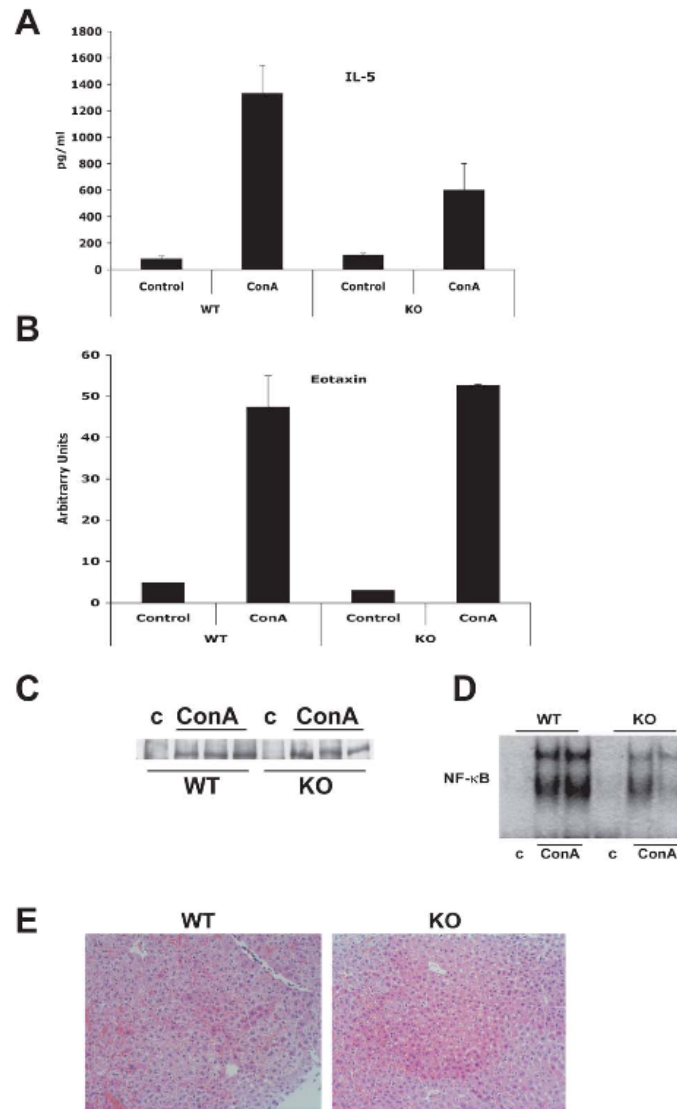 A
1800
1600
1400
1200
1000
800
600
400
200
0
pg/ml
IL-5
Control ConA Control ConA
WT KO
B
60
50
40
30
20
10
0
Arbitrarry Units
Eotaxin
Control ConA Control ConA
WT KO
C
c ConA c ConA
WT KO
D
WT KO
NF-κB
c ConA c ConA
E
WT KO